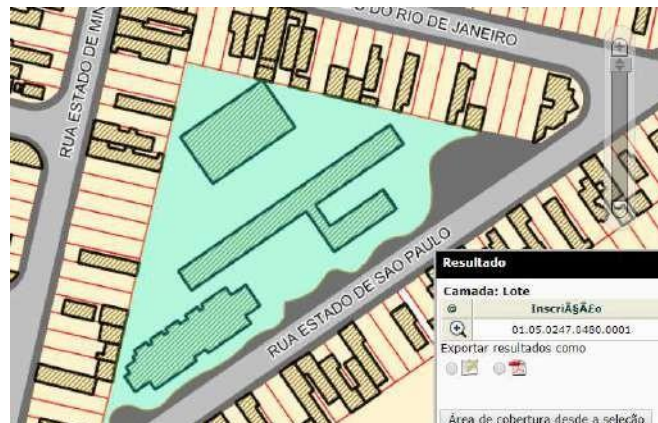 O DO RIO DE JANEIRO
RUA ESTADO DE MIN
RUA ESTADO DE SAO PAULO
Resultado
Camada: Lote
InscriÃ§Ã£o
01.05.0247.0480.0001
Exportar resultados como
Área de cobertura desde a seleção